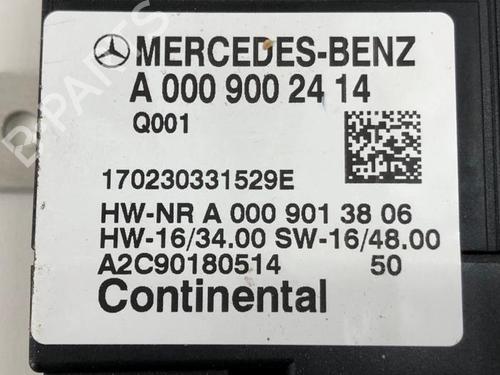 MERCEDES-BENZ
A 000 900 24 14
Q001
170230331529E
HW-NR A 000 901 38 06
HW-16/34.00 SW-16/48.00
A2C90180514 50
Continental
B-PARTS